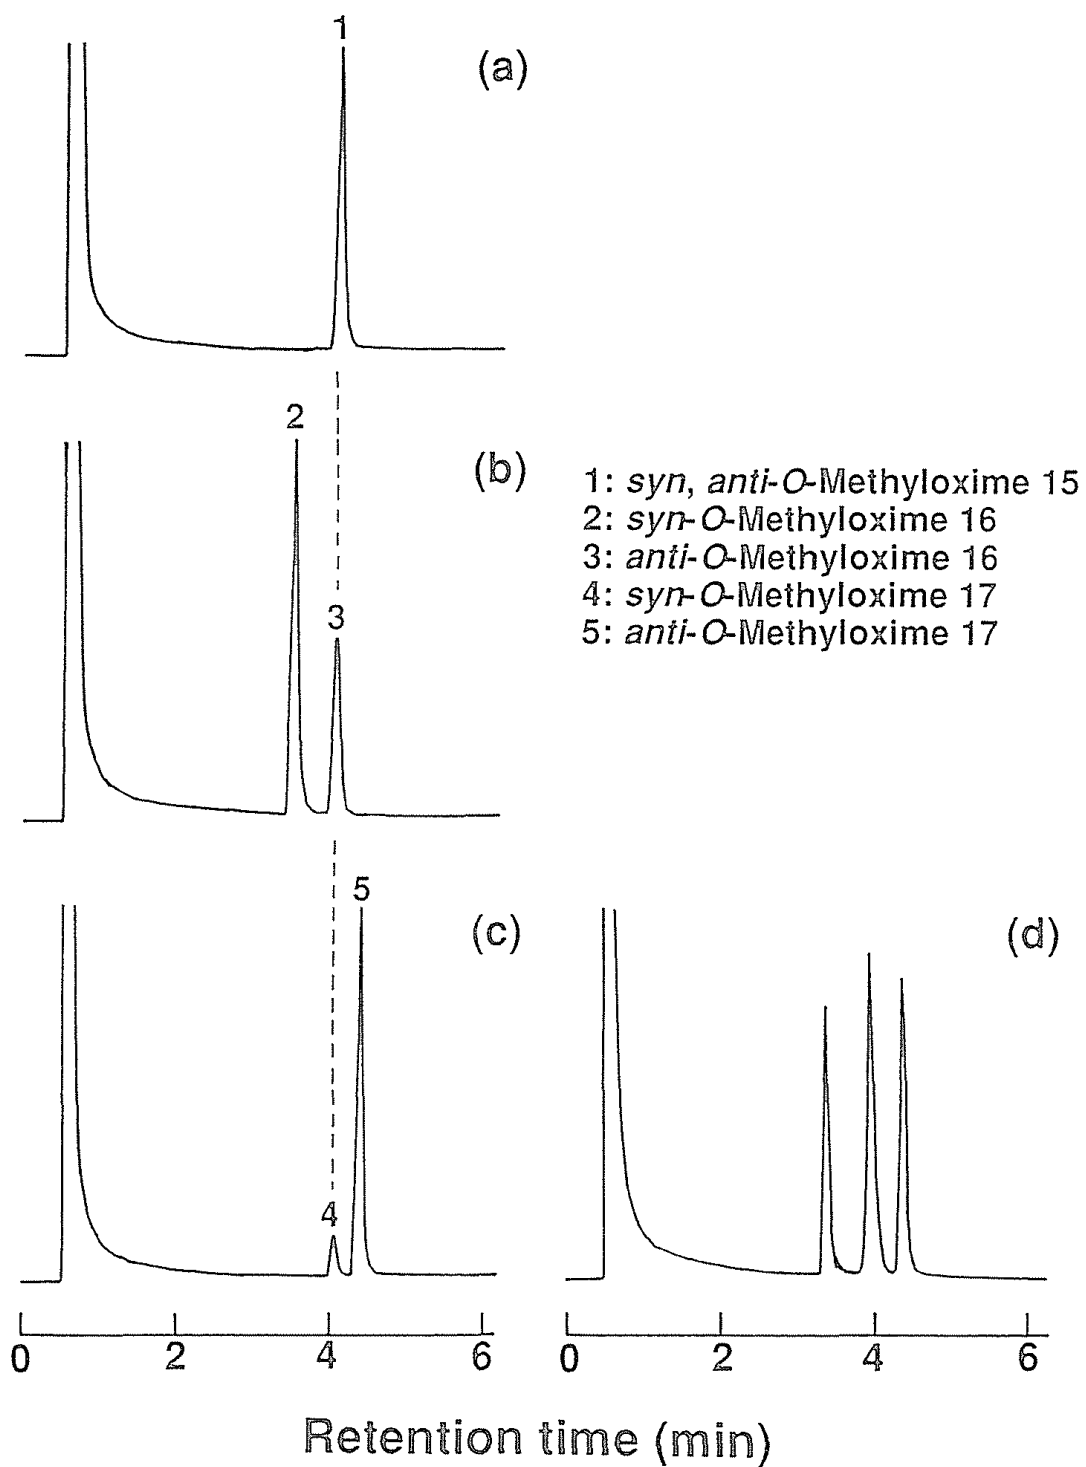 1
(a)
2
(b)
3
1: syn, anti-O-Methyloxime 15
2: syn-O-Methyloxime 16
3: anti-O-Methyloxime 16
4: syn-O-Methyloxime 17
5: anti-O-Methyloxime 17
5
(c)
4
(d)
0 2 4 6
0 2 4 6
Retention time (min)